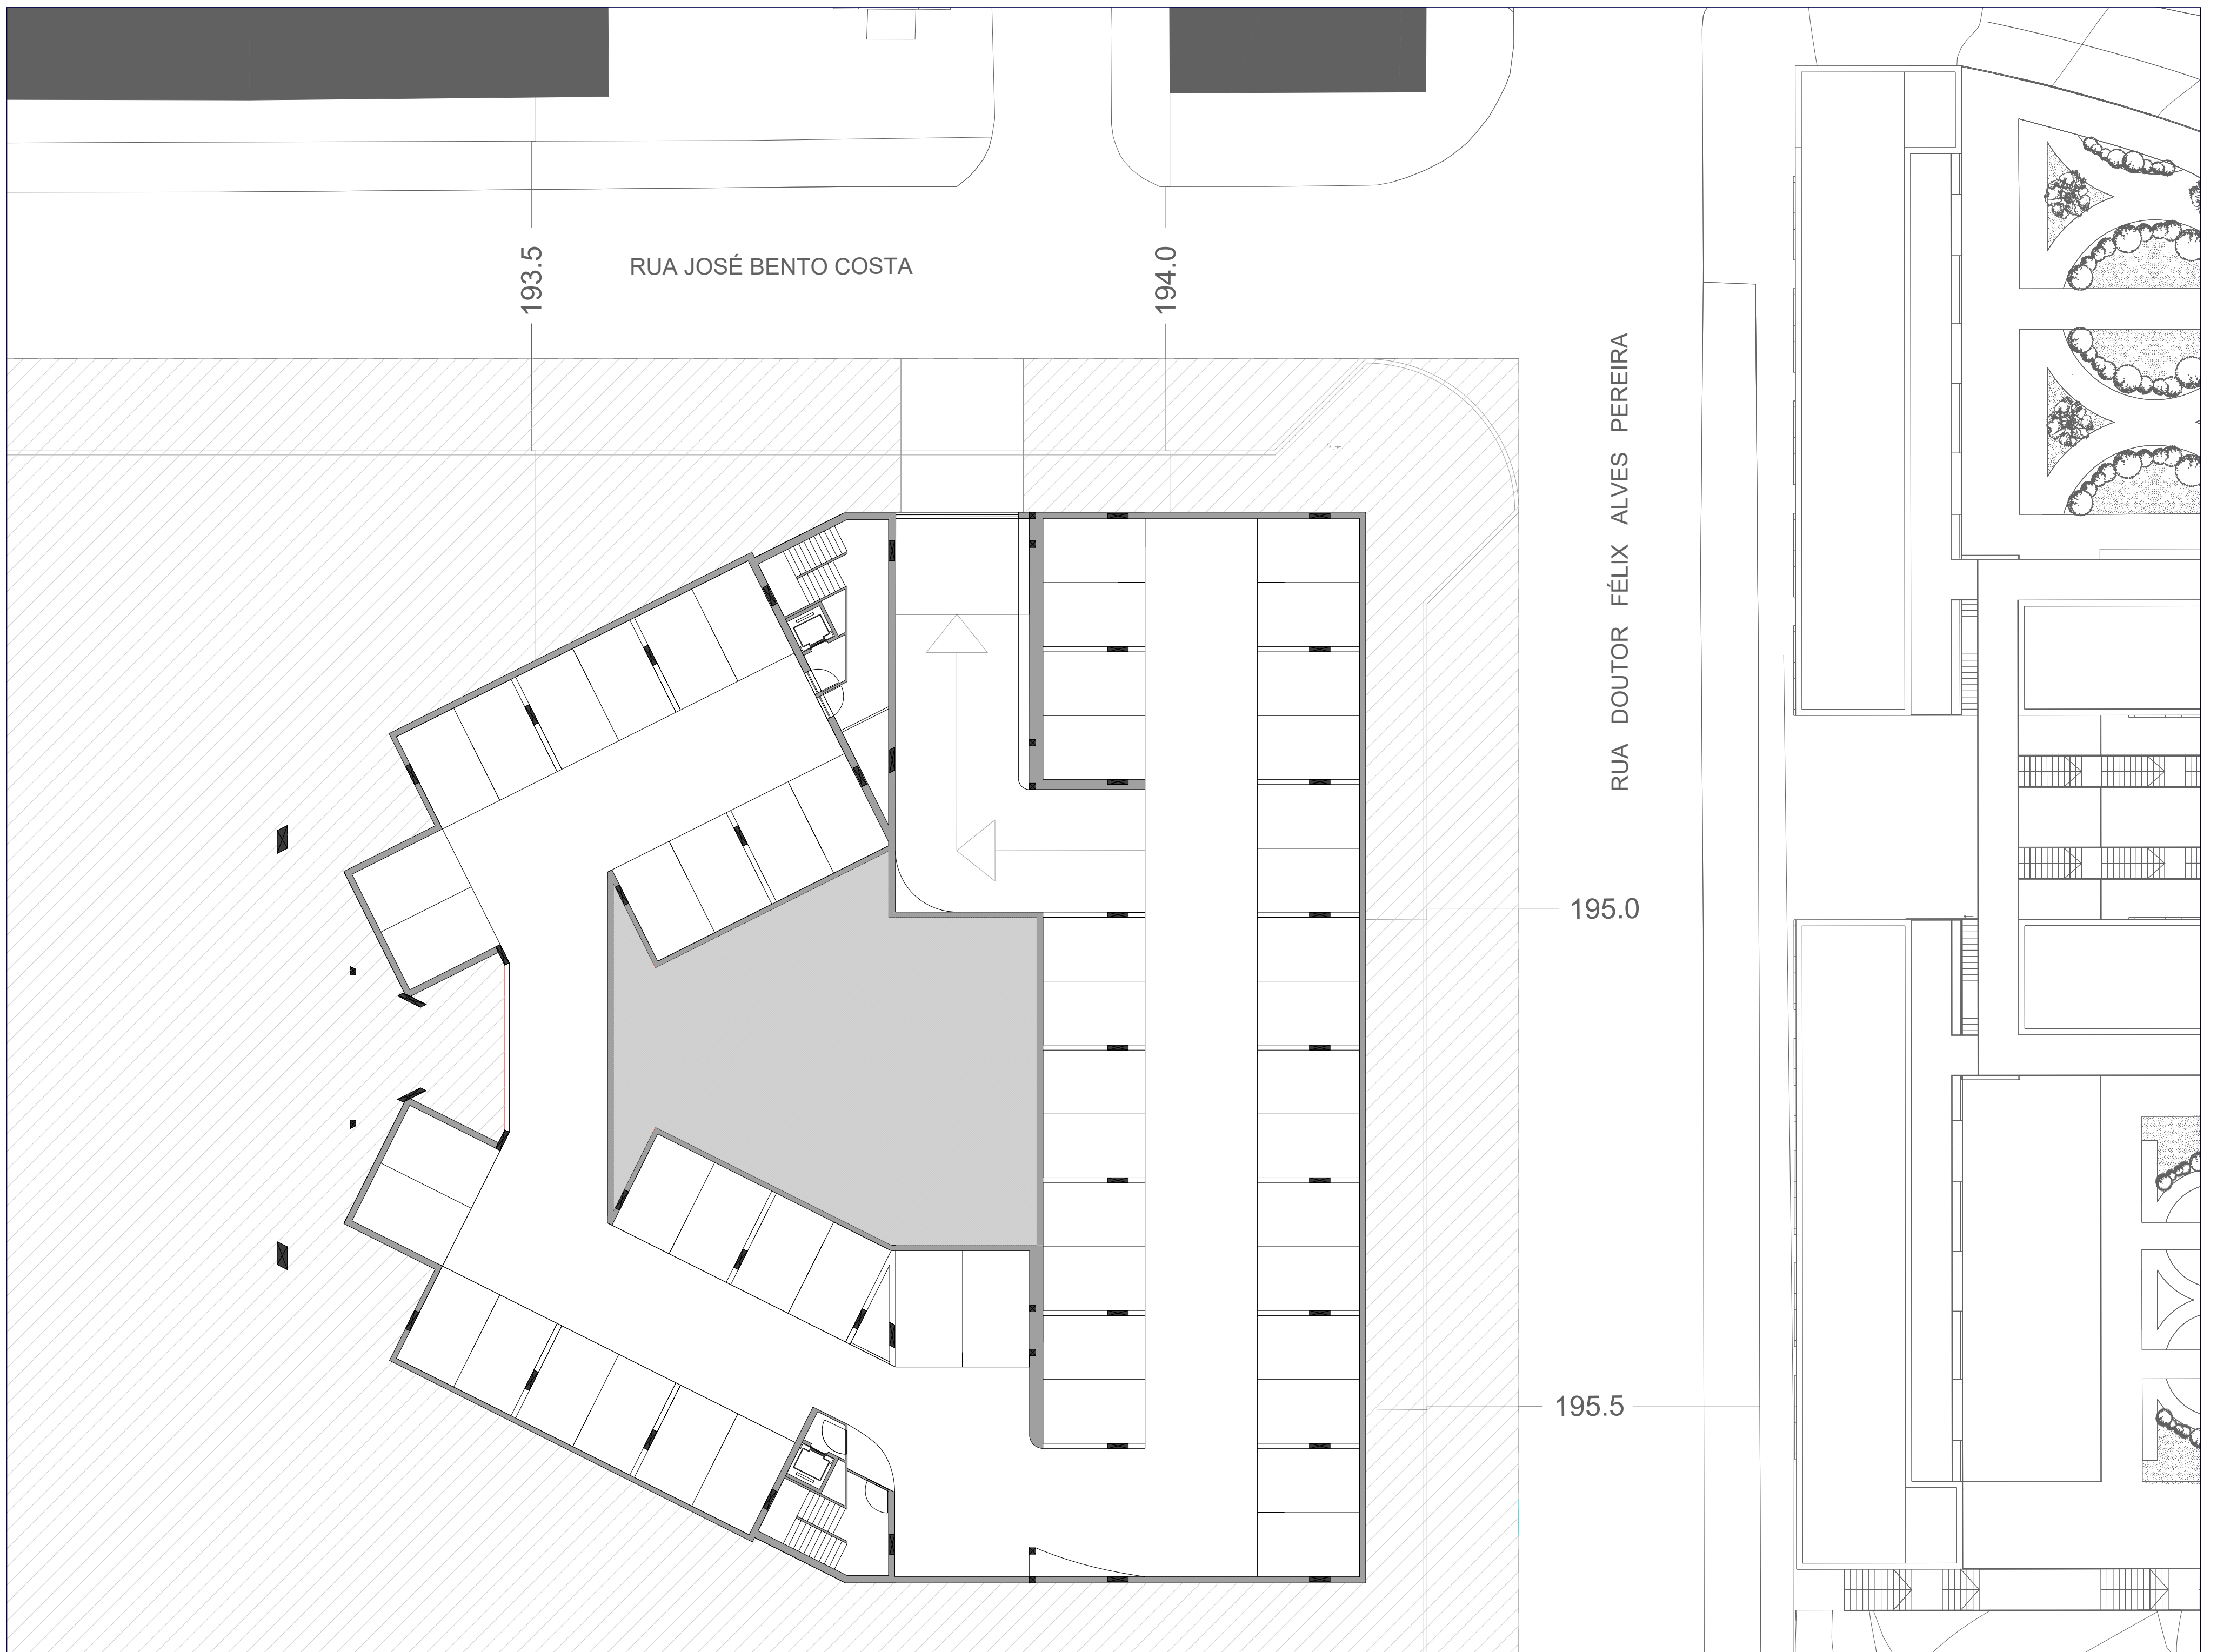 193.5
RUA JOSÉ BENTO COSTA
194.0
RUA DOUTOR FÉLIX ALVES PEREIRA
195.0
195.5